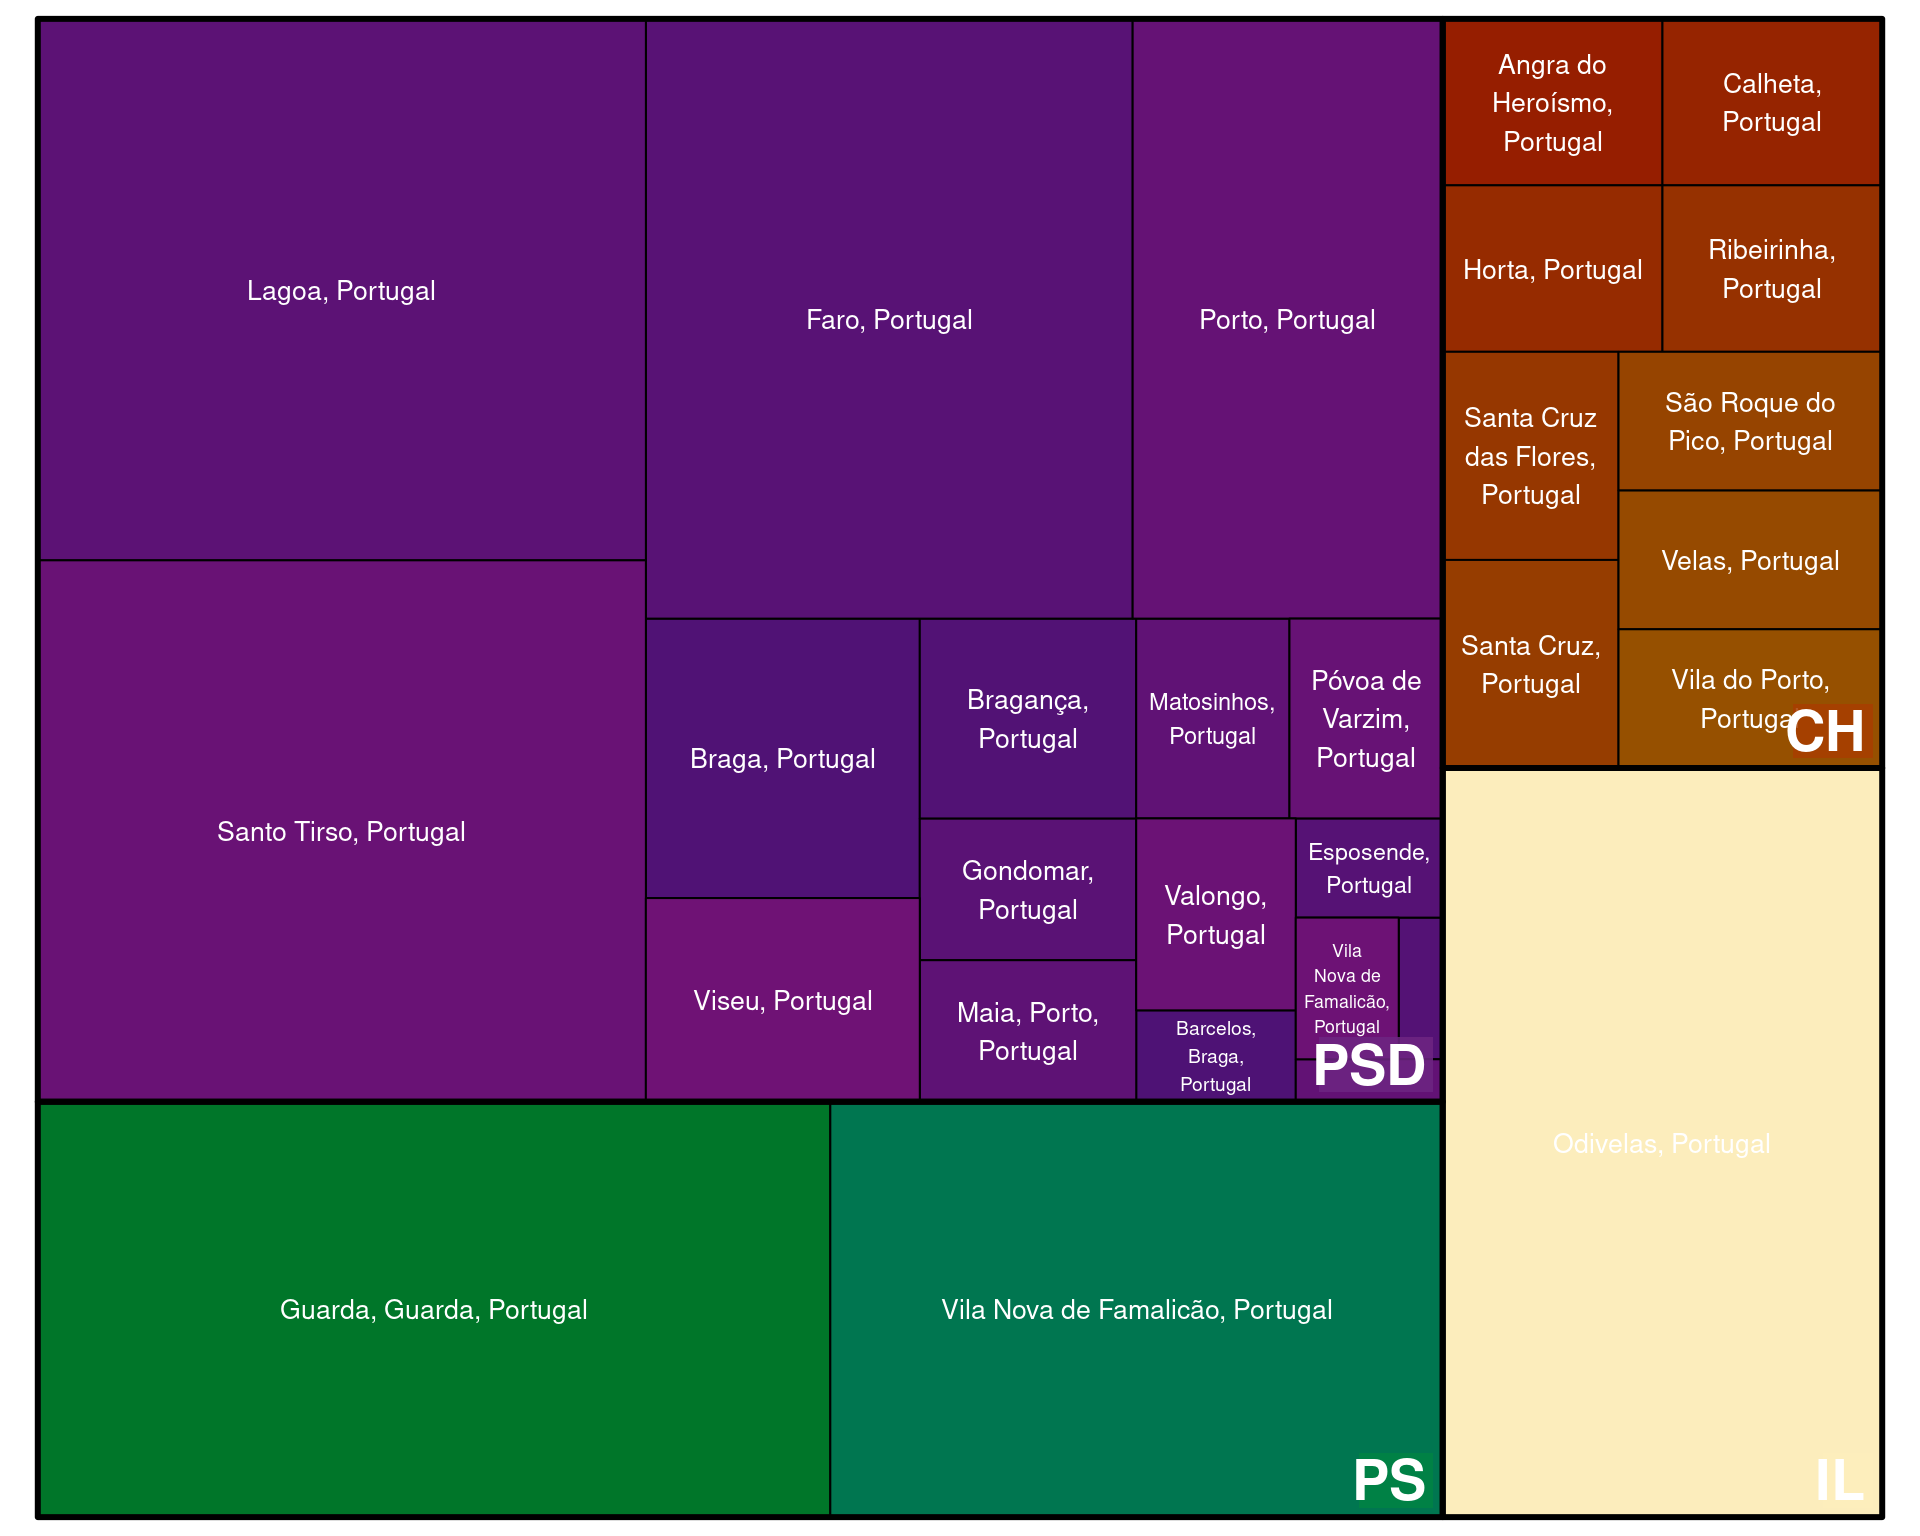 Lagoa, Portugal
Santo Tirso, Portugal
Faro, Portugal
Porto, Portugal
Braga, Portugal
Viseu, Portugal
Bragança,
Portugal
Gondomar,
Portugal
Maia, Porto,
Portugal
Matosinhos,
Portugal
Póvoa de
Varzim,
Portugal
Valongo,
Portugal
Barcelos,
Braga,
Portugal
Esposende,
Portugal
Vila
Nova de
Famalicão,
Portugal
PSD
Guarda, Guarda, Portugal
Vila Nova de Famalicão, Portugal
PS
Angra do
Heroísmo,
Portugal
Calheta,
Portugal
Horta, Portugal
Ribeirinha,
Portugal
Santa Cruz
das Flores,
Portugal
Santa Cruz,
Portugal
São Roque do
Pico, Portugal
Velas, Portugal
Vila do Porto,
Portugal
CH
Odivelas, Portugal
IL